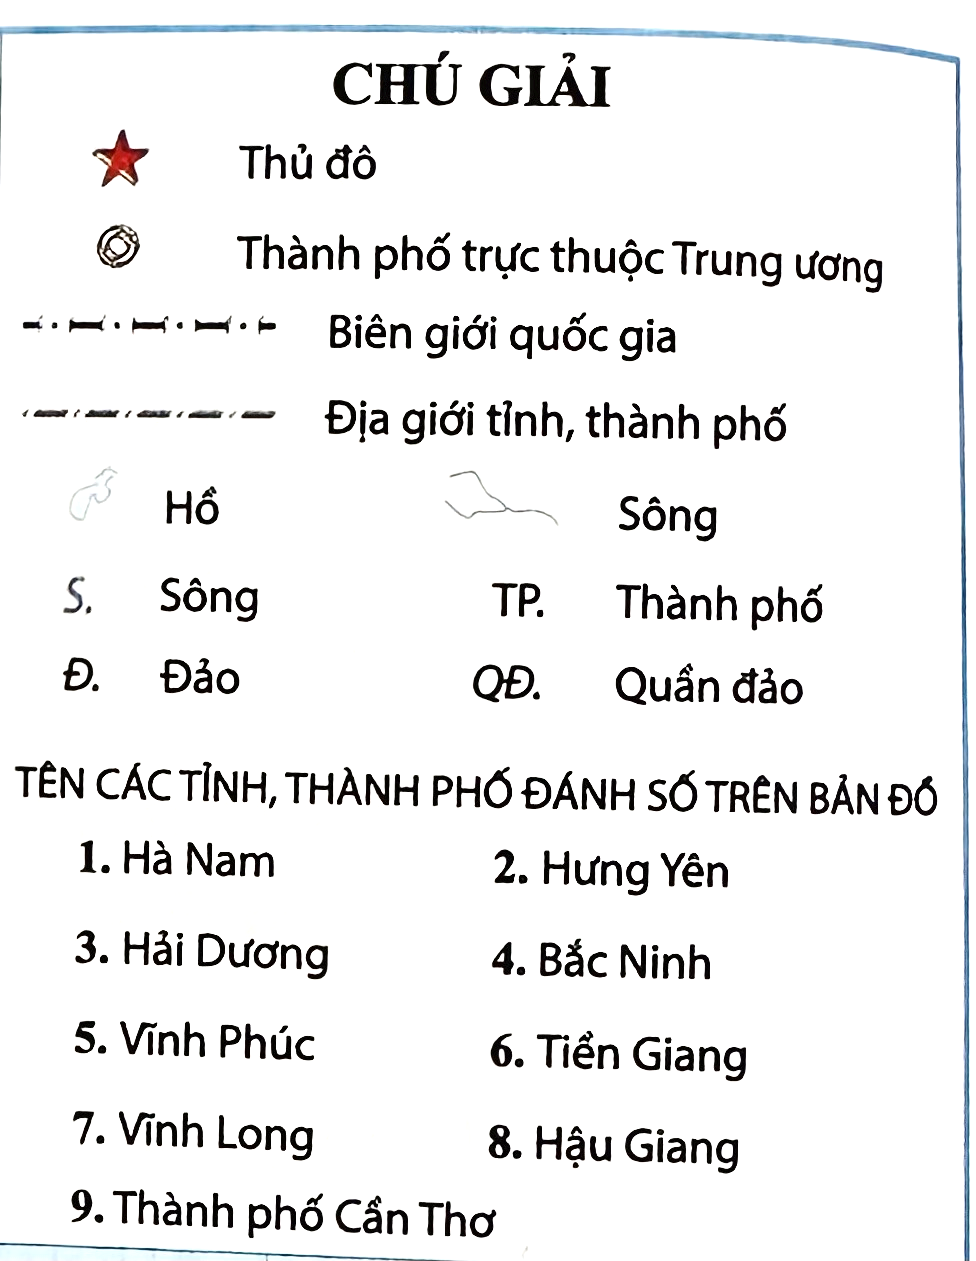 CHÚ GIẢI
Thủ đô
Thành phố trực thuộc Trung ương
Biên giới quốc gia
Địa giới tỉnh, thành phố
Hồ Sông
S. Sông TP. Thành phố
Đ. Đảo QĐ. Quần đảo
TÊN CÁC TỈNH, THÀNH PHỐ ĐÁNH SỐ TRÊN BẢN ĐỒ
1. Hà Nam 2. Hưng Yên
3. Hải Dương 4. Bắc Ninh
5. Vĩnh Phúc 6. Tiền Giang
7. Vĩnh Long 8. Hậu Giang
9. Thành phố Cần Thơ